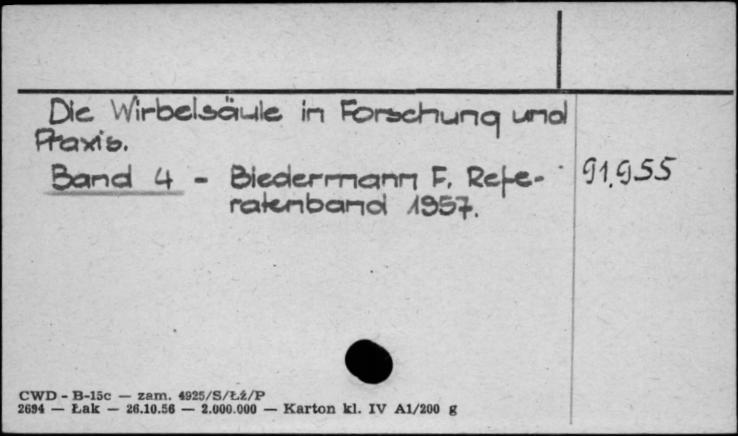 Die Wirbelsäule in Forschung und
Praxis.
Band 4 - Biedermann F. Refe- 91.955
ratenband 1957.
CWD - B-15c — zam. 4925/S/Łż/P
2694 — Łak — 26.10.56 — 2.000.000 — Karton kl. IV A1/200 g